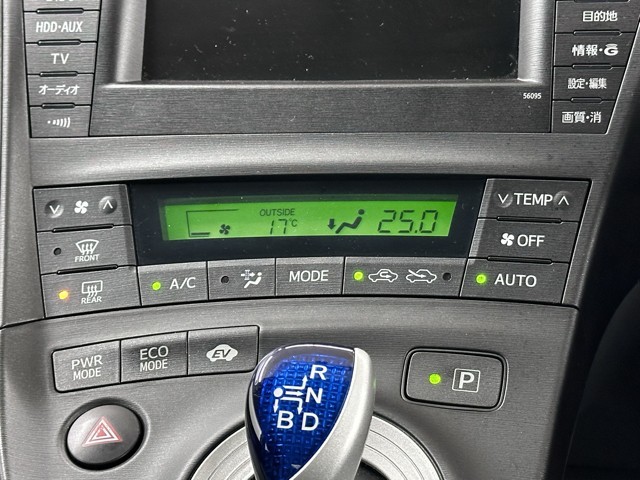 HDD•AUX
TV
オーディオ
目的地
情報•G
設定•編集
画質•消
56095
OUTSIDE
17℃
25.0
TEMP
FRONT
OFF
REAR
A/C
MODE
AUTO
PWR
MODE
ECO
MODE
EV
P
R
N
B D